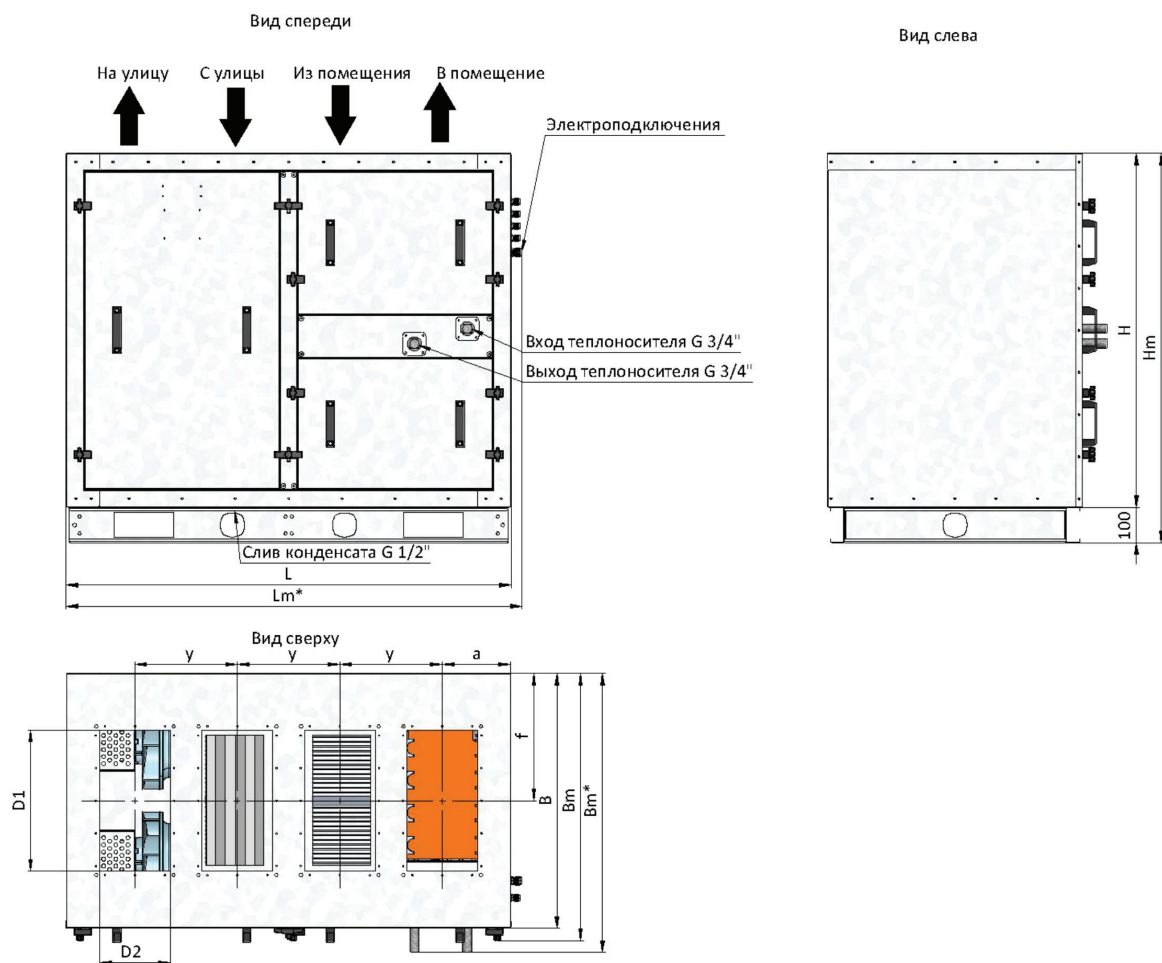 Вид спереди
Вид слева
На улицу
С улицы
Из помещения
В помещение
Электроподключения
Вход теплоносителя G 3/4"
Выход теплоносителя G 3/4"
H
Hm
100
Слив конденсата G 1/2"
L
Lm*
Вид сверху
y
y
y
a
f
D1
B
Bm
Bm*
D2